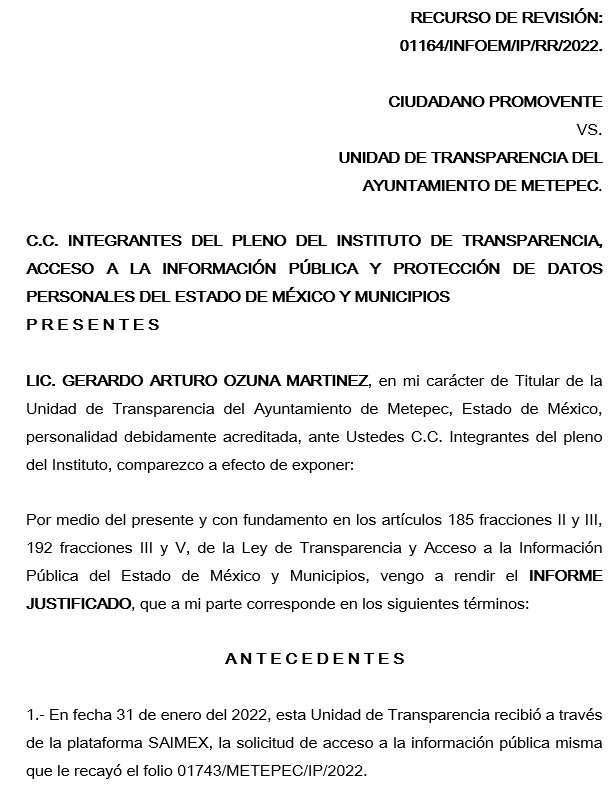 RECURSO DE REVISIÓN:
01164/INFOEM/IP/RR/2022.
CIUDADANO PROMOVENTE
VS.
UNIDAD DE TRANSPARENCIA DEL
AYUNTAMIENTO DE METEPEC.
C.C. INTEGRANTES DEL PLENO DEL INSTITUTO DE TRANSPARENCIA,
ACCESO A LA INFORMACIÓN PÚBLICA Y PROTECCIÓN DE DATOS
PERSONALES DEL ESTADO DE MÉXICO Y MUNICIPIOS
P R E S E N T E S
LIC. GERARDO ARTURO OZUNA MARTINEZ, en mi carácter de Titular de la
Unidad de Transparencia del Ayuntamiento de Metepec, Estado de México,
personalidad debidamente acreditada, ante Ustedes C.C. Integrantes del pleno
del Instituto, comparezco a efecto de exponer:
Por medio del presente y con fundamento en los artículos 185 fracciones II y III,
192 fracciones III y V, de la Ley de Transparencia y Acceso a la Información
Pública del Estado de México y Municipios, vengo a rendir el INFORME
JUSTIFICADO, que a mi parte corresponde en los siguientes términos:
A N T E C E D E N T E S
1.- En fecha 31 de enero del 2022, esta Unidad de Transparencia recibió a través
de la plataforma SAIMEX, la solicitud de acceso a la información pública misma
que le recayó el folio 01743/METEPEC/IP/2022.